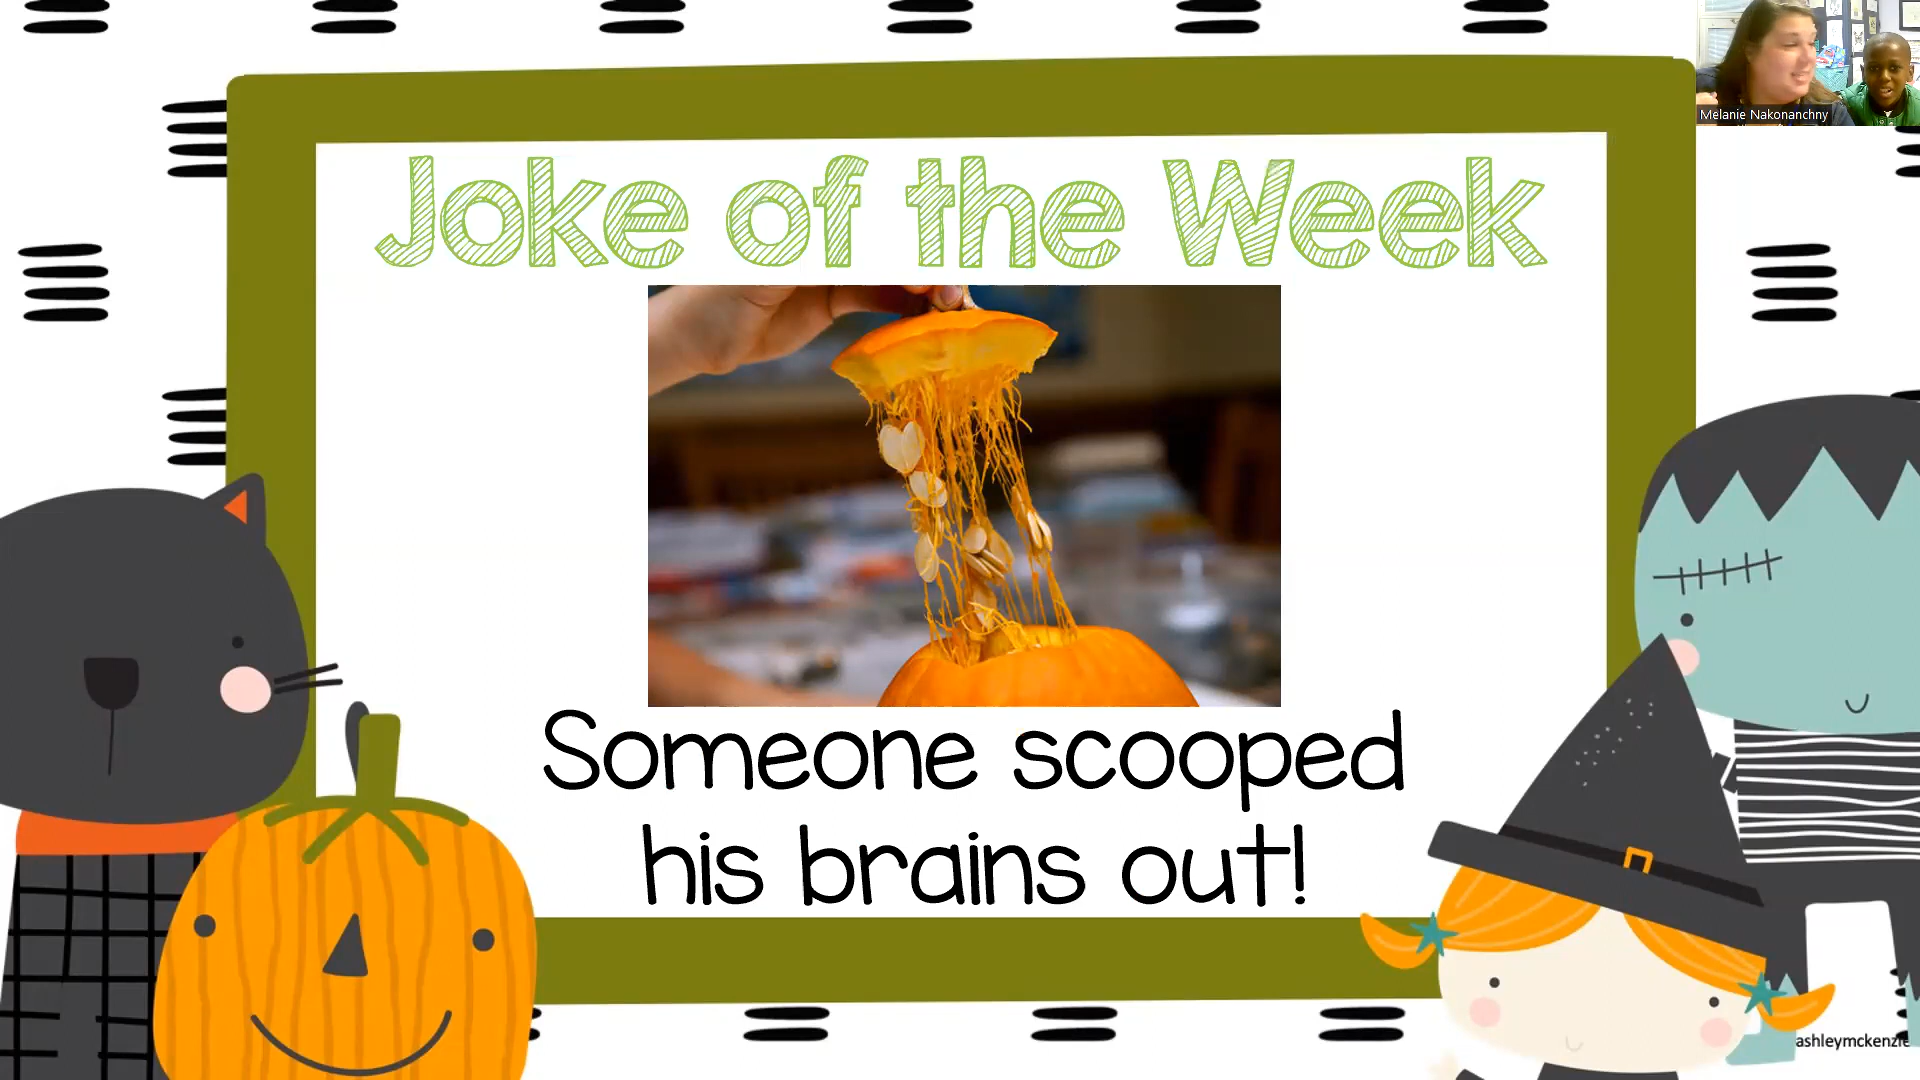 Melanie Nakonanchny
Joke of the Week
Someone scooped
his brains out!
ashleymckenzie